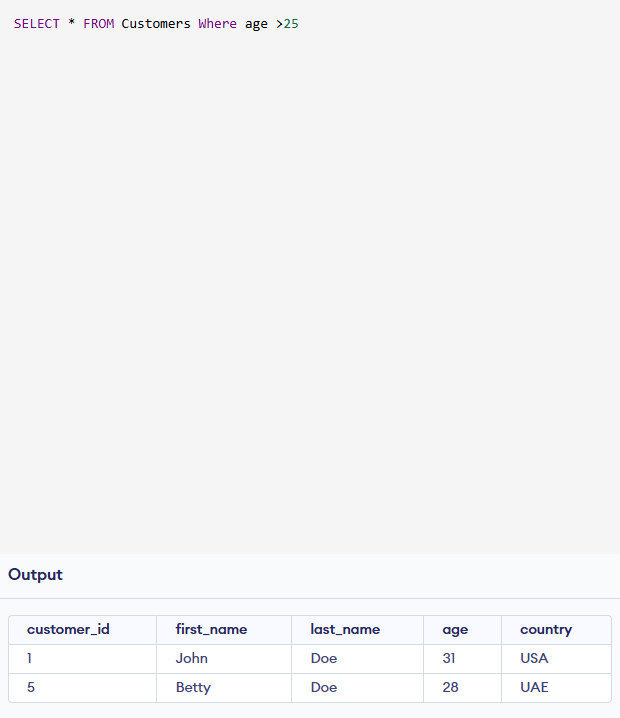 SELECT * FROM Customers Where age >25
Output
customer_id first_name last_name age country
1 John Doe 31 USA
5 Betty Doe 28 UAE